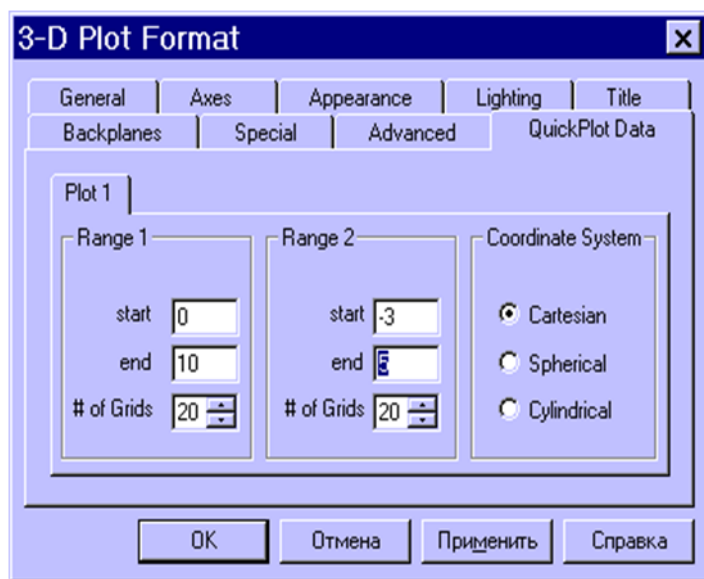 3-D Plot Format
General Axes Appearance Lighting Title
Backplanes Special Advanced QuickPlot Data
Plot 1
Range 1 Range 2 Coordinate System
start 0 start -3 Cartesian
end 10 end 5 Spherical
# of Grids 20 # of Grids 20 Cylindrical
OK Отмена Применить Справка